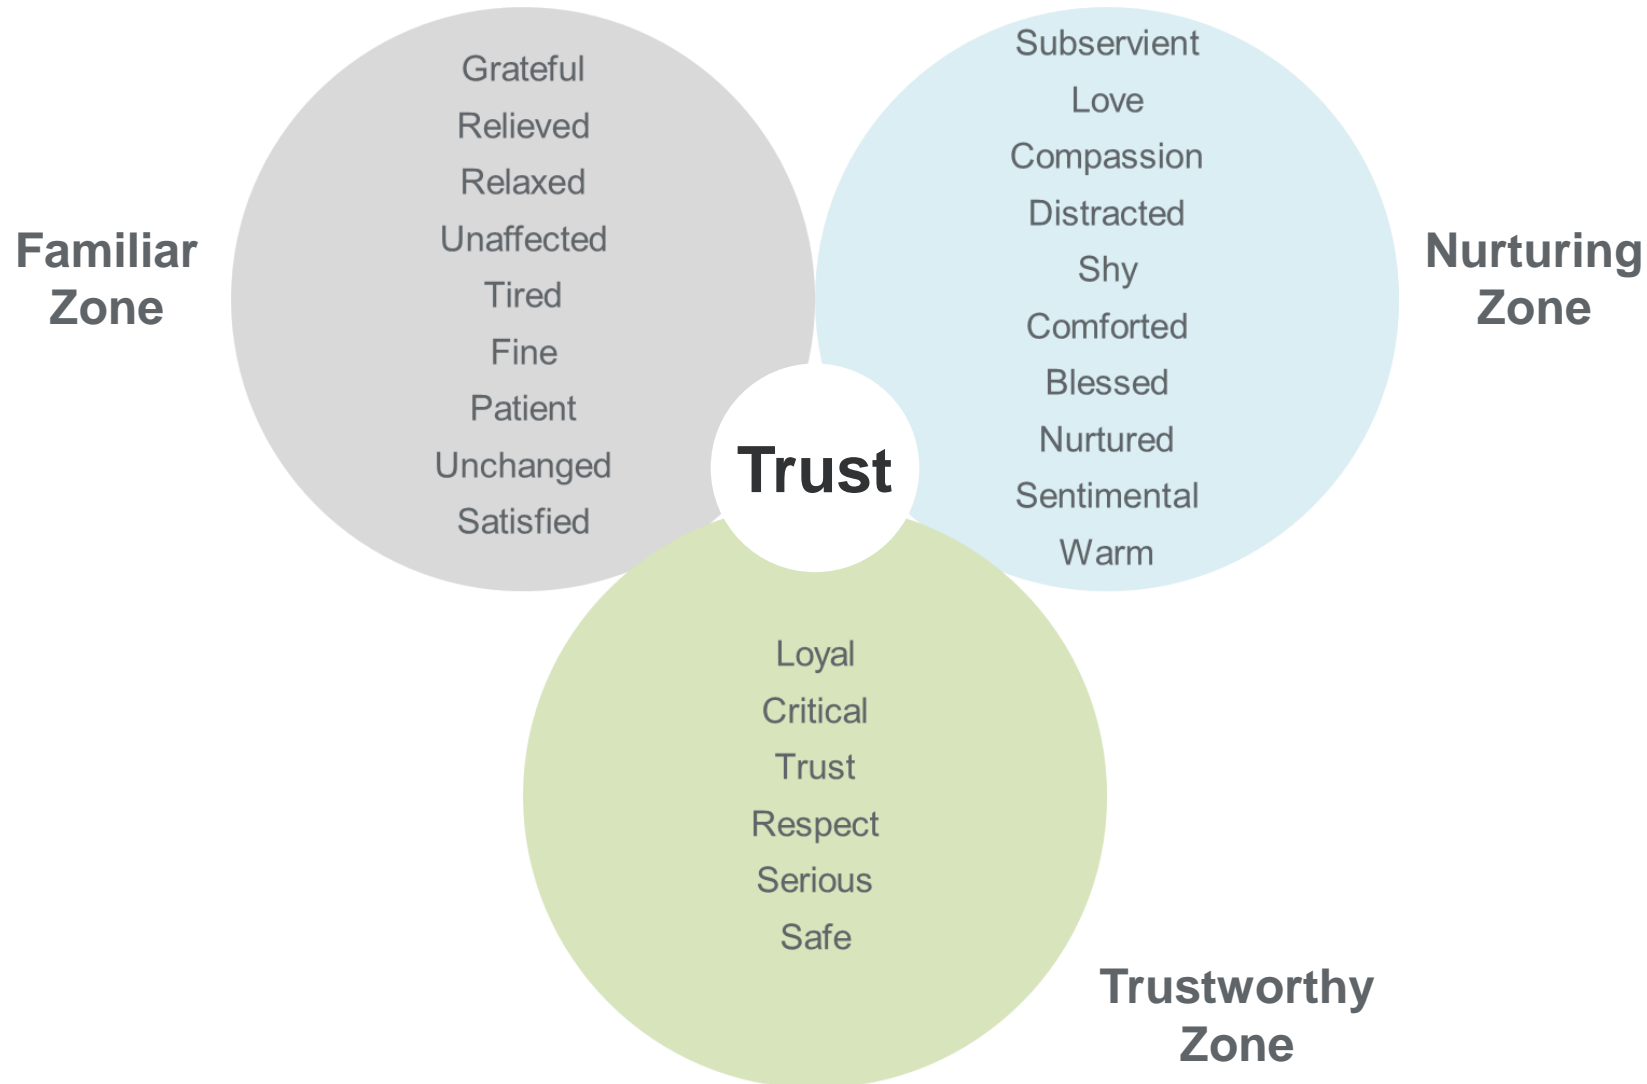 Familiar
Zone
Grateful
Relieved
Relaxed
Unaffected
Tired
Fine
Patient
Unchanged
Satisfied
Subservient
Love
Compassion
Distracted
Shy
Comforted
Blessed
Nurtured
Sentimental
Warm
Nurturing
Zone
Trust
Loyal
Critical
Trust
Respect
Serious
Safe
Trustworthy
Zone